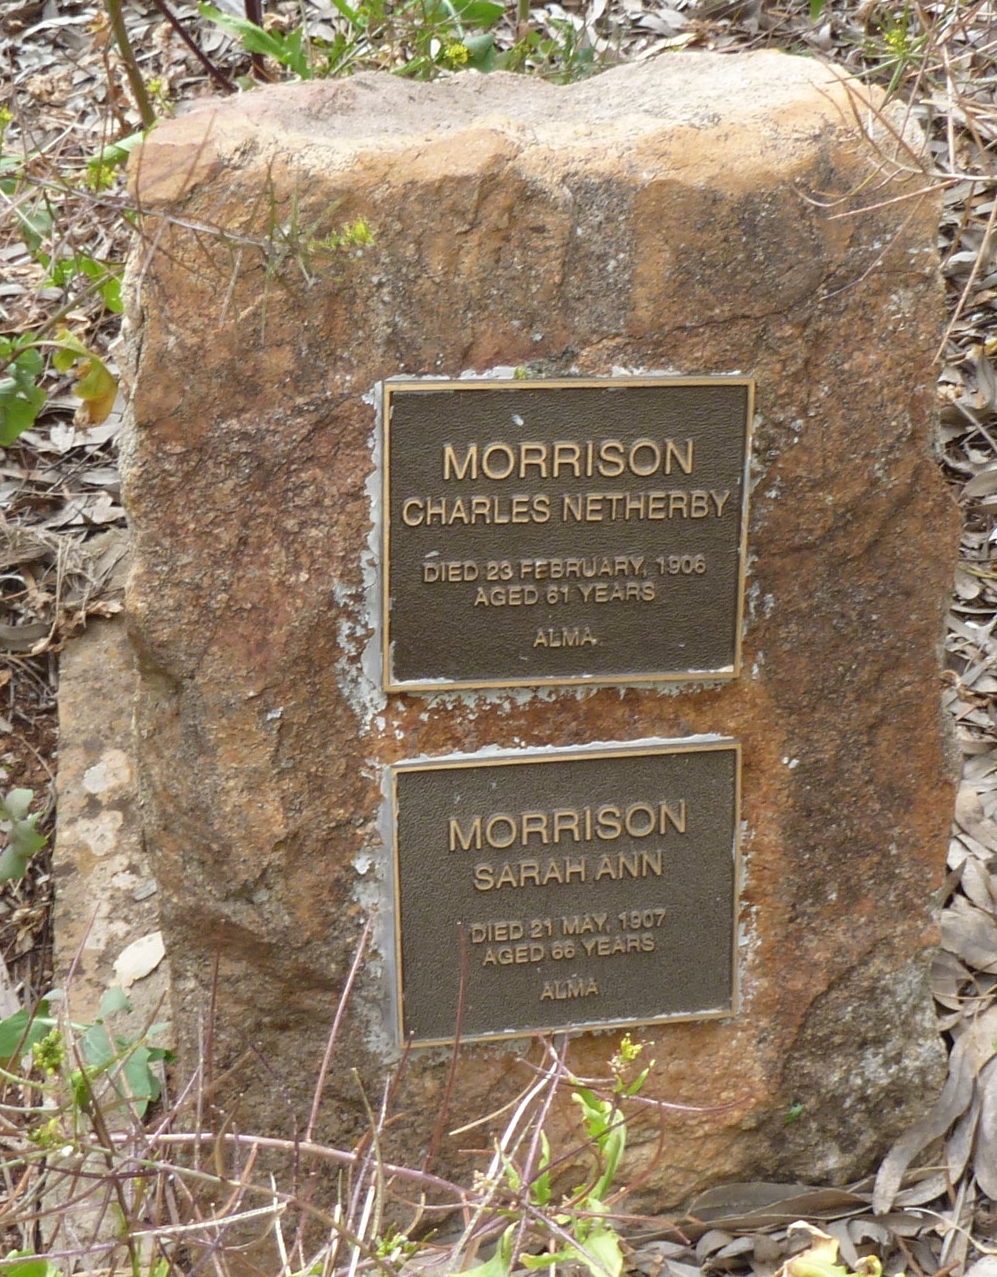 MORRISON
CHARLES NETHERBY
DIED 23 FEBRUARY, 1906
AGED 61 YEARS
ALMA
MORRISON
SARAH ANN
DIED 21 MAY, 1907
AGED 66 YEARS
ALMA